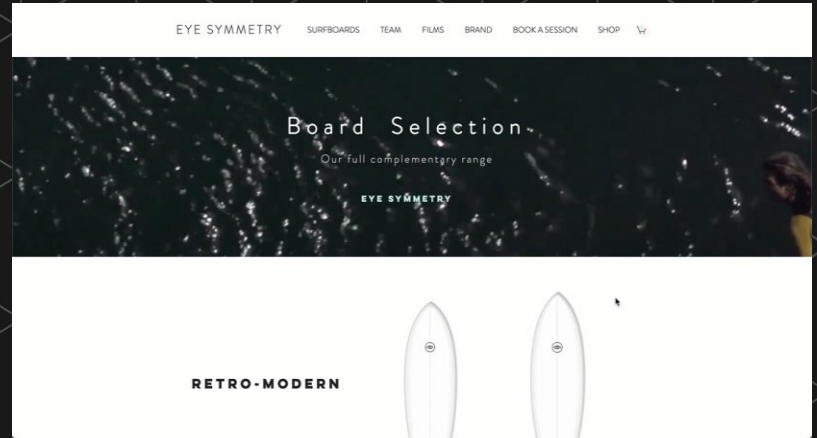 EYE SYMMETRY SURFBOARDS TEAM FILMS BRAND BOOK A SESSION SHOP
Board Selection
Our full complementary range
EYE SYMMETRY
RETRO-MODERN